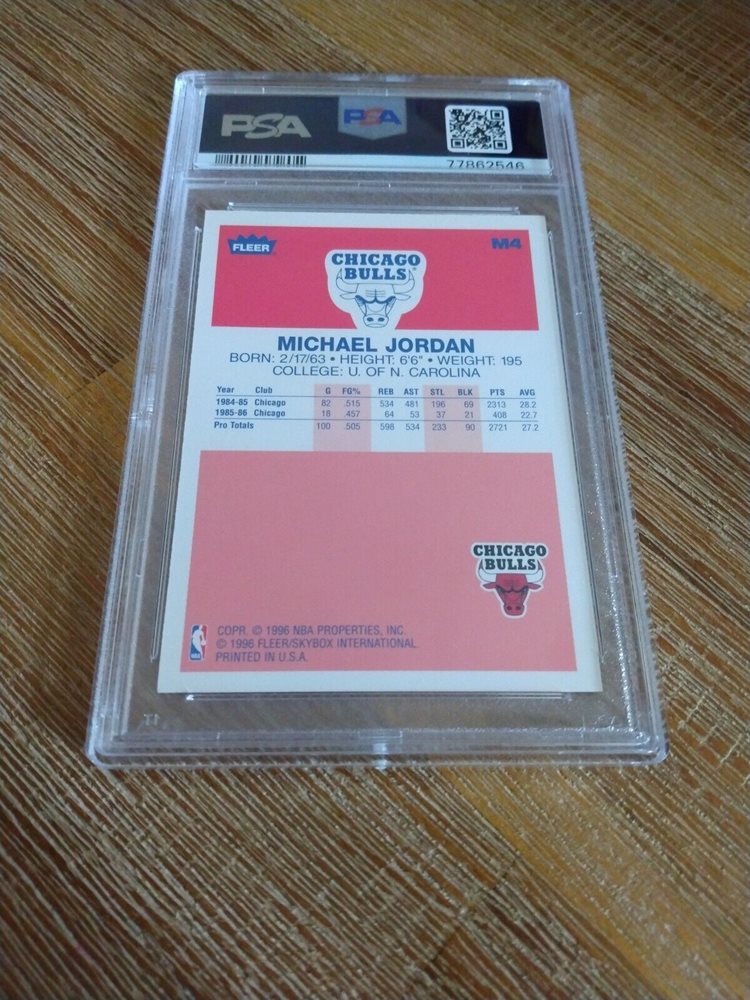 PSA PSA
77862546
FLEER M4
CHICAGO
BULLS
MICHAEL JORDAN
BORN: 2/17/63 • HEIGHT: 6'6" • WEIGHT: 195
COLLEGE: U. OF N. CAROLINA
Year Club G FG% REB AST STL BLK PTS AVG
1984-85 Chicago 82 .515 534 481 196 69 2313 28.2
1985-86 Chicago 18 .457 64 53 37 21 408 22.7
Pro Totals 100 .505 598 534 233 90 2721 27.2
CHICAGO
BULLS
NBA
COPR. © 1996 NBA PROPERTIES, INC.
© 1996 FLEER/SKYBOX INTERNATIONAL.
PRINTED IN U.S.A.